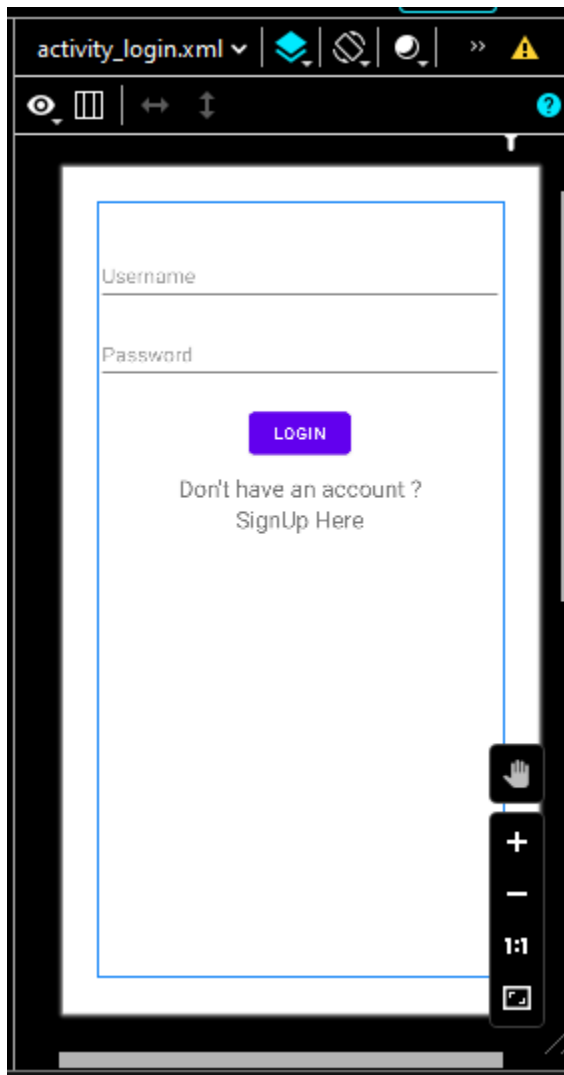 activity_login.xml
Username
Password
LOGIN
Don't have an account ?
SignUp Here
1:1